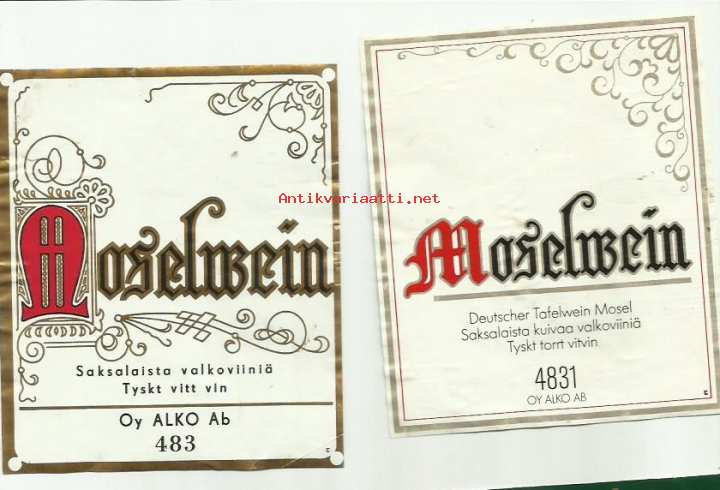 Moselwein
Saksalaista valkoviiniä
Tyskt vitt vin
Oy ALKO Ab
483
Moselwein
Deutscher Tafelwein Mosel
Saksalaista kuivaa valkoviiniä
Tyskt torrt vitvin
4831
OY ALKO AB
Antikvariaatti.net